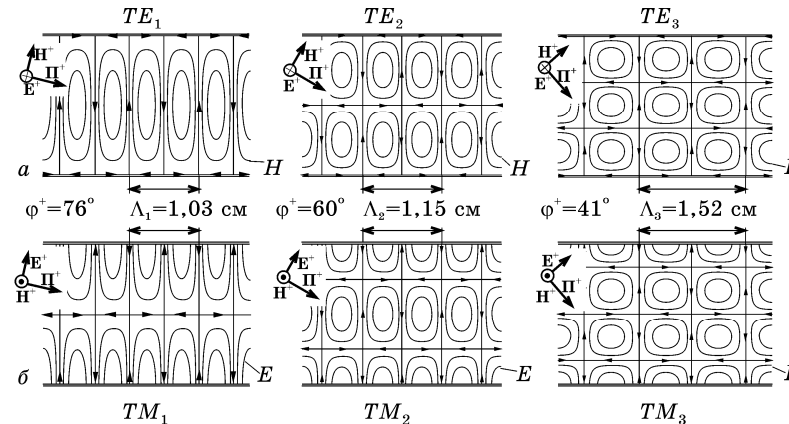 TE₁ TE₂ TE₃
H⁺ H⁺ H⁺
Π⁺ Π⁺ Π⁺
E⁺ E⁺ E⁺
а H H
φ⁺=76° Λ₁=1,03 см φ⁺=60° Λ₂=1,15 см φ⁺=41° Λ₃=1,52 см
E⁺ E⁺ E⁺
Π⁺ Π⁺ Π⁺
H⁺ H⁺ H⁺
б E E
TM₁ TM₂ TM₃